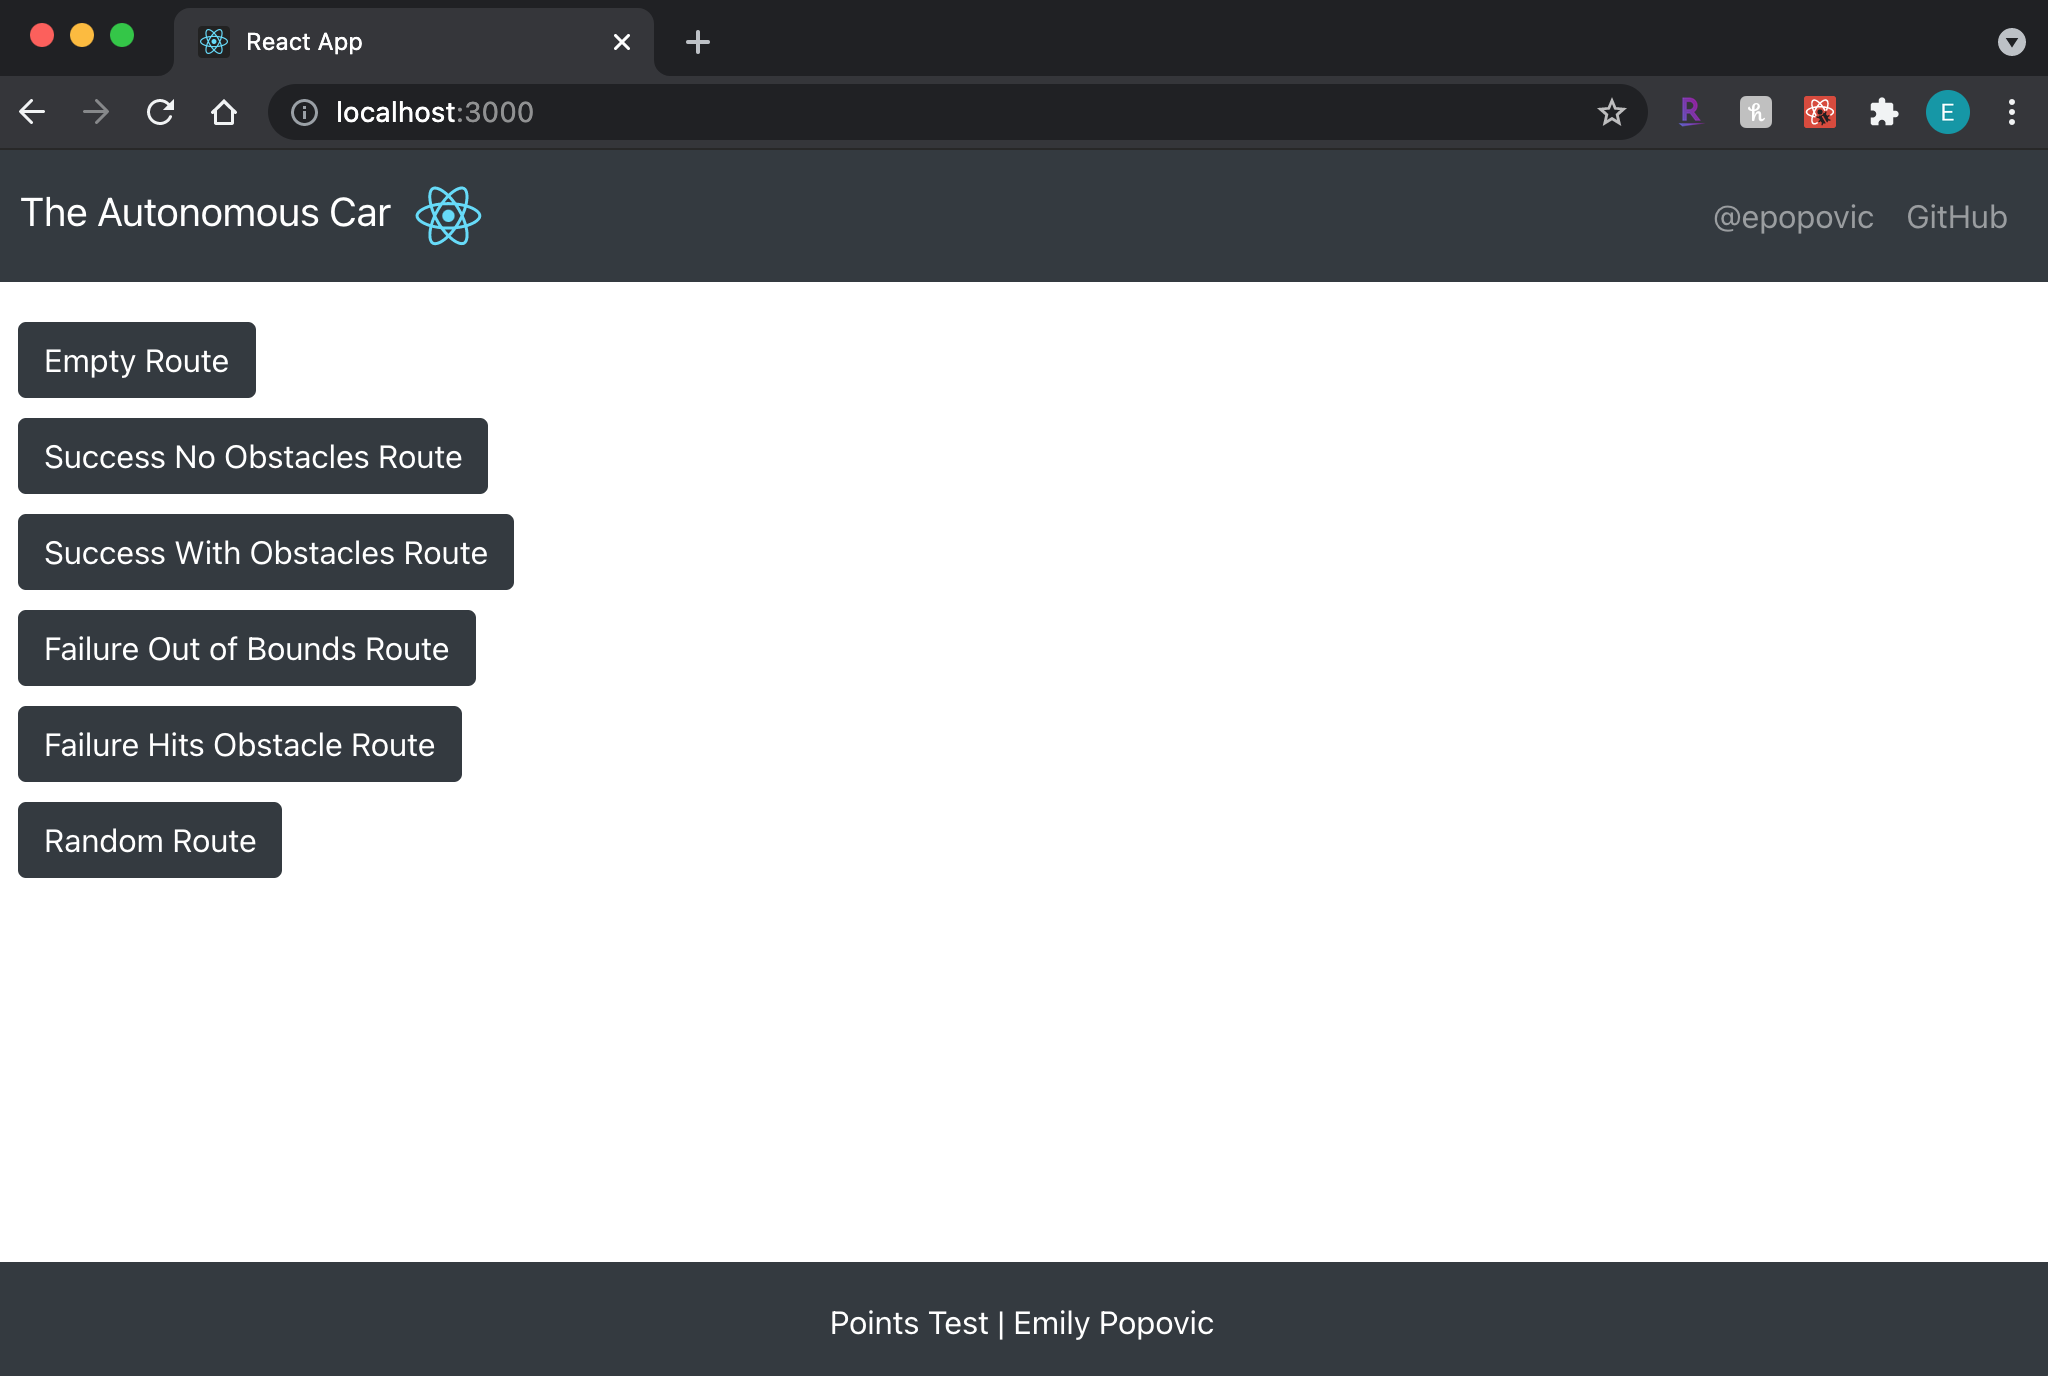 React App
localhost:3000
R
h
E
The Autonomous Car
@epopovic GitHub
Empty Route
Success No Obstacles Route
Success With Obstacles Route
Failure Out of Bounds Route
Failure Hits Obstacle Route
Random Route
Points Test | Emily Popovic